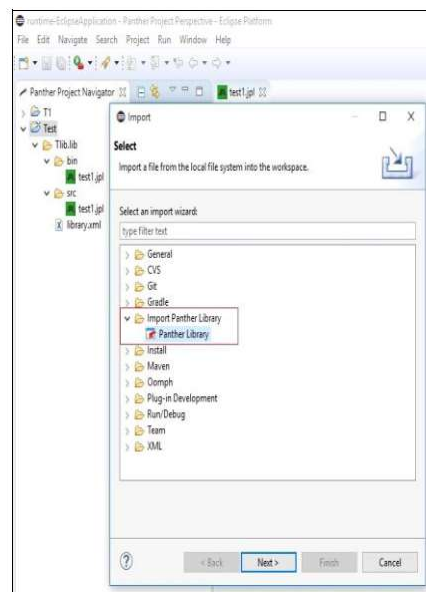 runtime-EclipseApplication - Panther Project Perspective - Eclipse Platform
File Edit Navigate Search Project Run Window Help
Panther Project Navigator
test1.jpl
T1
Test
Tlib.lib
bin
test1.jpl
src
test1.jpl
library.xml
Import
Select
Import a file from the local file system into the workspace.
Select an import wizard:
type filter text
General
CVS
Git
Gradle
Import Panther Library
Panther Library
Install
Maven
Oomph
Plug-in Development
Run/Debug
Team
XML
< Back
Next >
Finish
Cancel